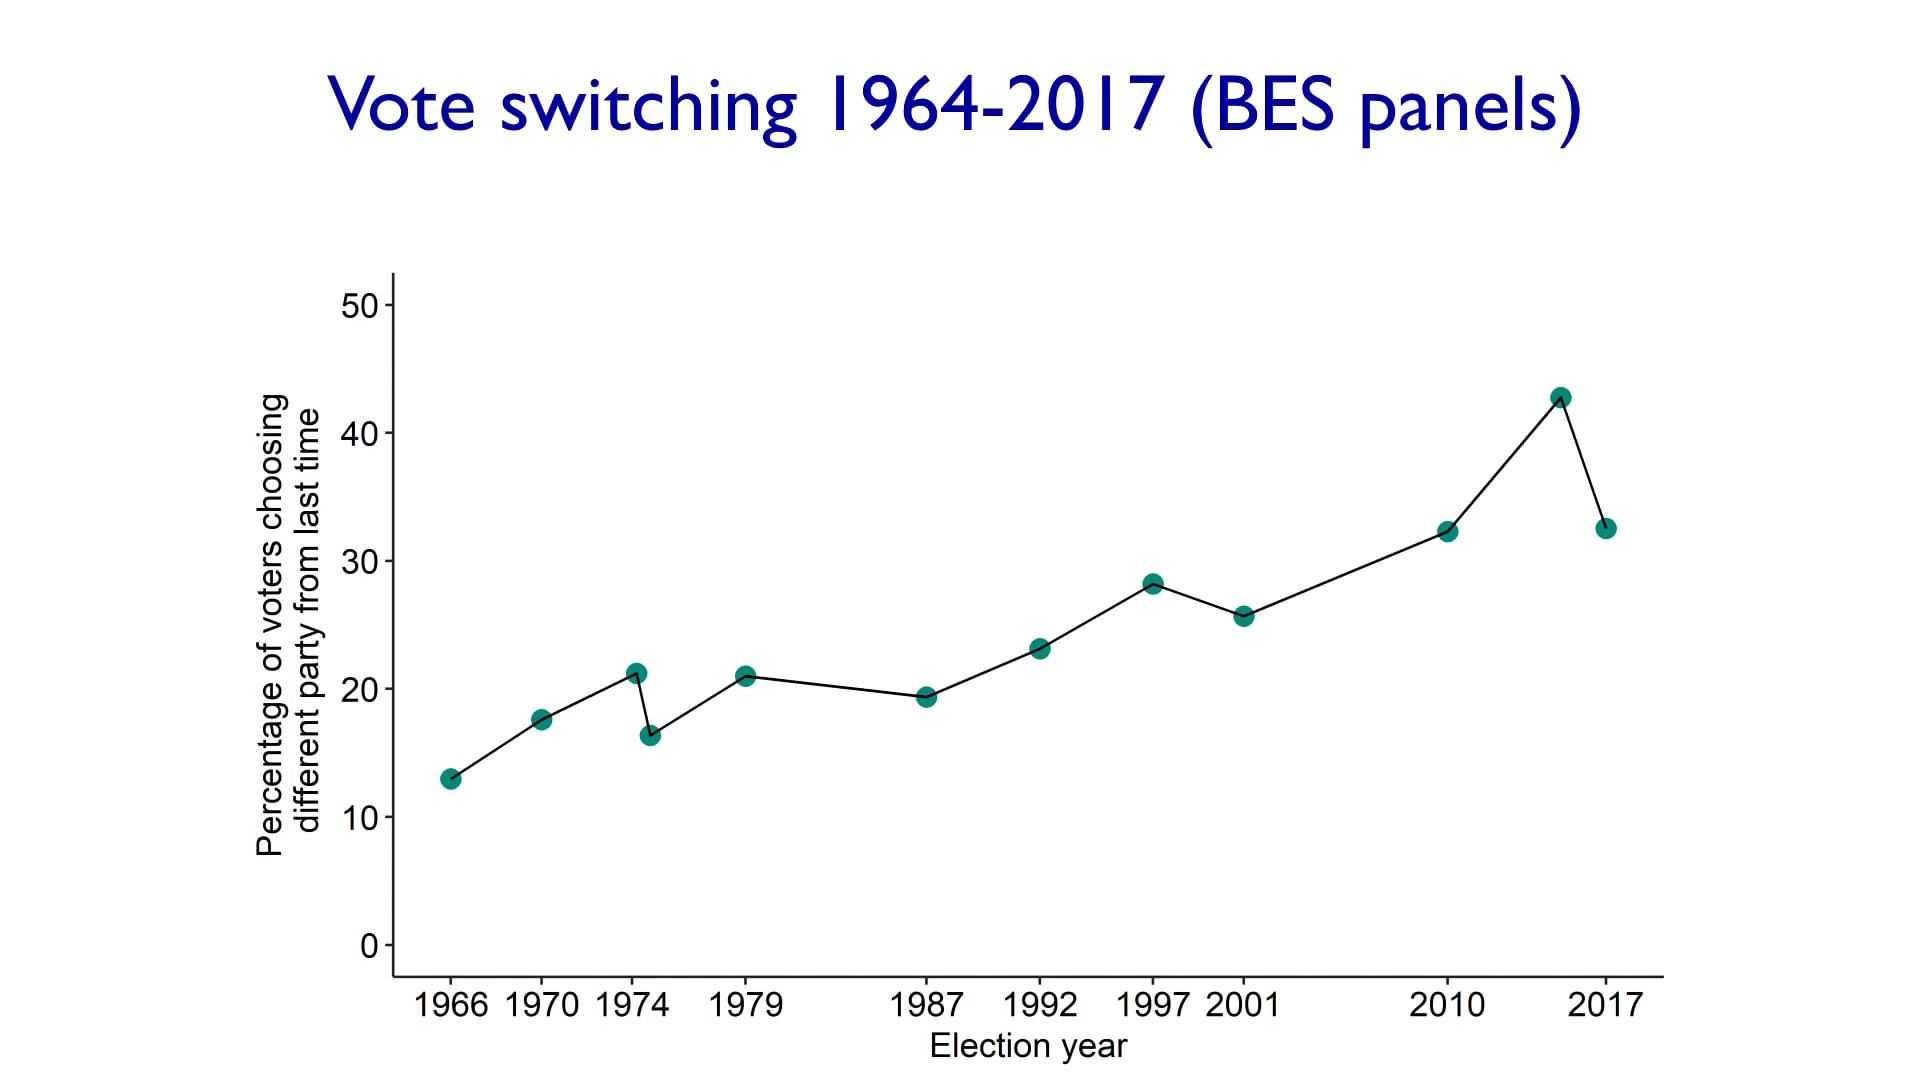 Vote switching 1964-2017 (BES panels)
Percentage of voters choosing
different party from last time
50
40
30
20
10
0
1966 1970 1974 1979 1987 1992 1997 2001 2010 2017
Election year